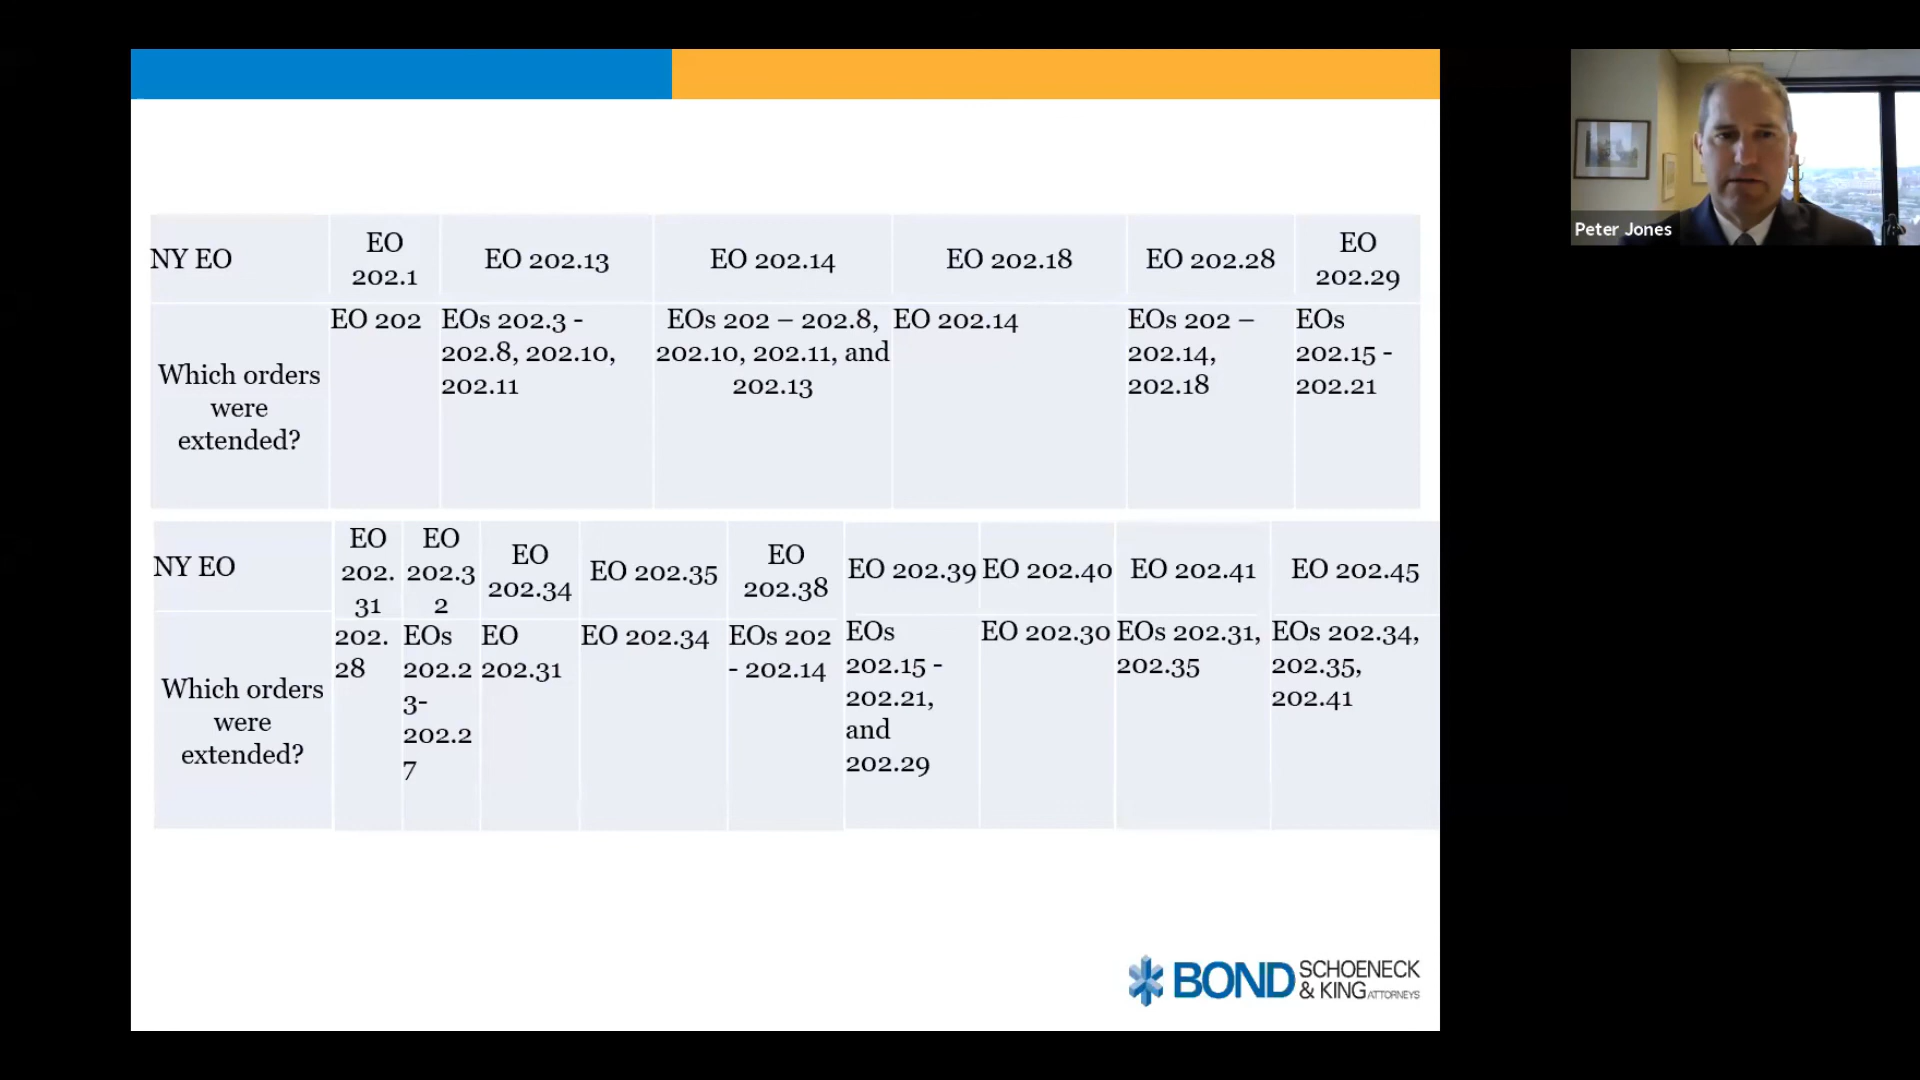 Peter Jones
NY EO
EO
202.1
EO 202.13
EO 202.14
EO 202.18
EO 202.28
EO
202.29
Which orders
were
extended?
EO 202
EOs 202.3 -
202.8, 202.10,
202.11
EOs 202 – 202.8,
202.10, 202.11, and
202.13
EO 202.14
EOs 202 –
202.14,
202.18
EOs
202.15 -
202.21
NY EO
EO
202.
31
EO
202.3
2
EO
202.34
EO 202.35
EO
202.38
EO 202.39
EO 202.40
EO 202.41
EO 202.45
Which orders
were
extended?
202.
28
EOs
202.2
3-
202.2
7
EO
202.31
EO 202.34
EOs 202
- 202.14
EOs
202.15 -
202.21,
and
202.29
EO 202.30
EOs 202.31,
202.35
EOs 202.34,
202.35,
202.41
BOND SCHOENECK
& KING ATTORNEYS